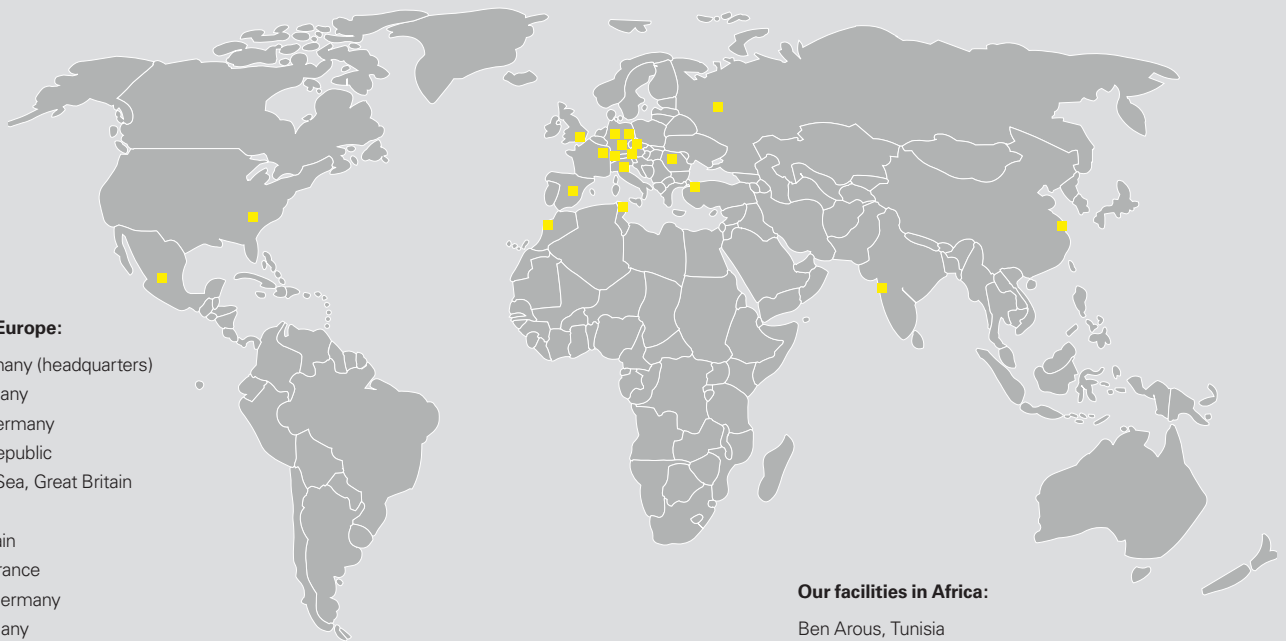 Europe:
many (headquarters)
any
ermany
epublic
Sea, Great Britain
ain
rance
ermany
any
Our facilities in Africa:
Ben Arous, Tunisia